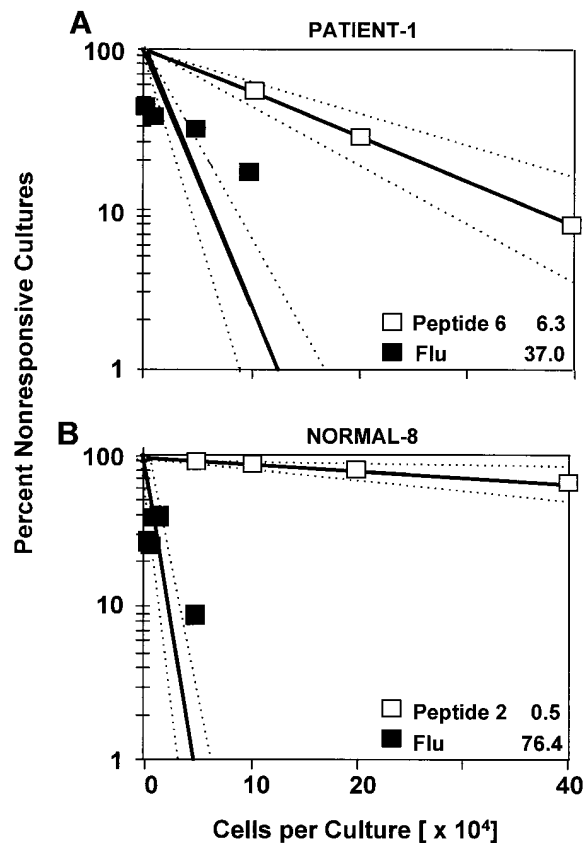 A
PATIENT-1
Percent Nonresponsive Cultures
100
10
1
Peptide 6 6.3
Flu 37.0
B
NORMAL-8
100
10
1
Peptide 2 0.5
Flu 76.4
0 10 20 40
Cells per Culture [ x 10⁴]